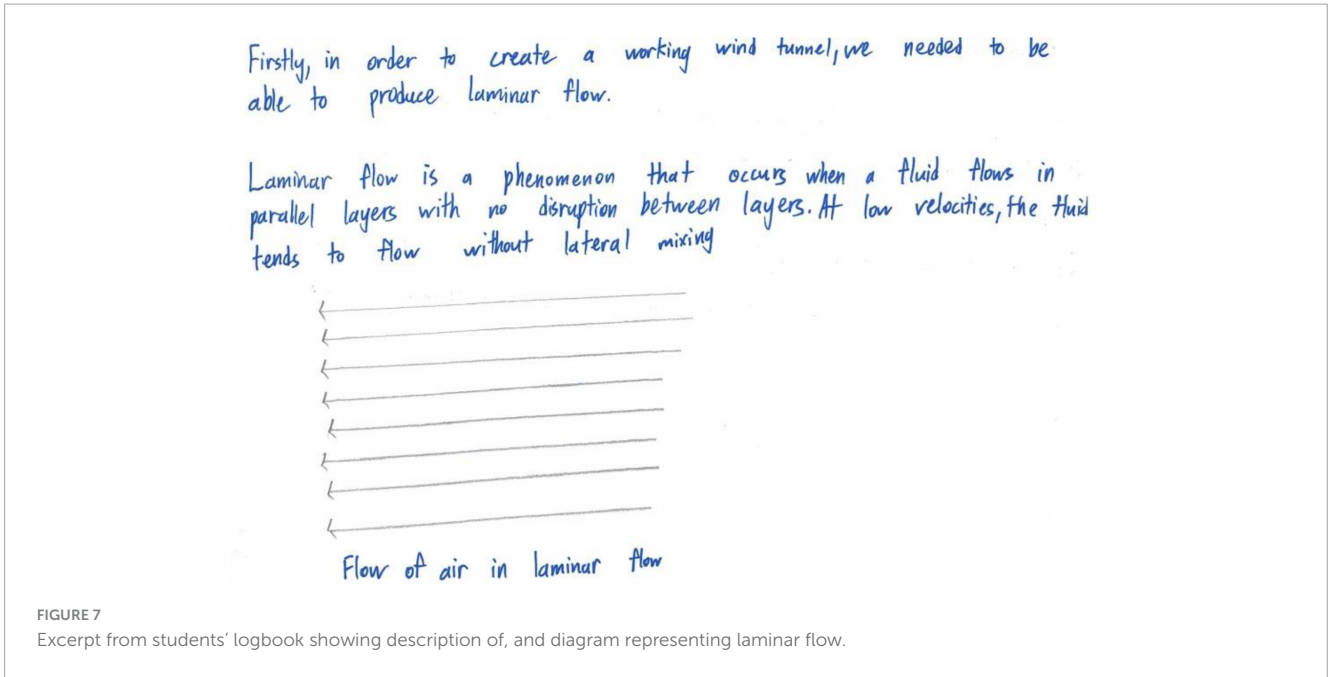 Firstly, in order to create a working wind tunnel, we needed to be
able to produce laminar flow.
Laminar flow is a phenomenon that occurs when a fluid flows in
parallel layers with no disruption between layers. At low velocities, the fluid
tends to flow without lateral mixing
Flow of air in laminar flow
FIGURE 7
Excerpt from students’ logbook showing description of, and diagram representing laminar flow.